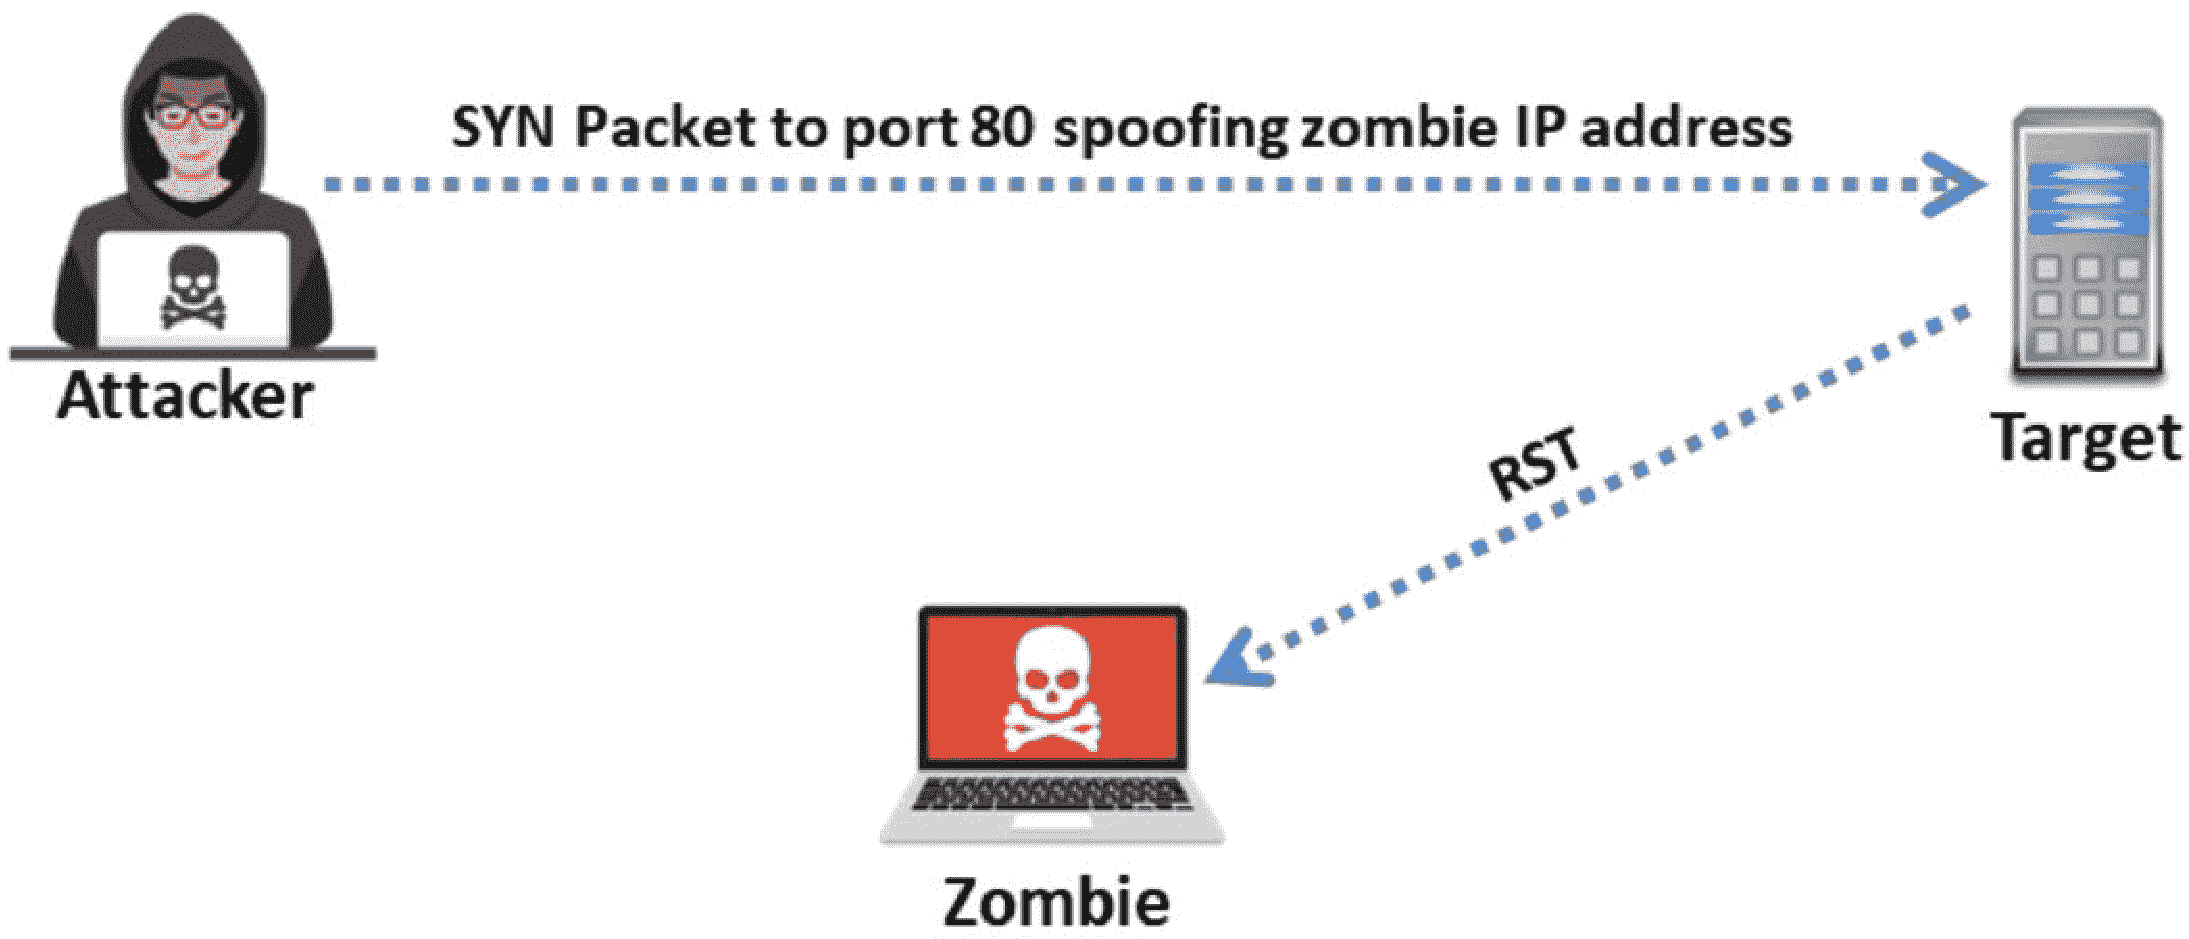 SYN Packet to port 80 spoofing zombie IP address
Attacker
Target
RST
Zombie